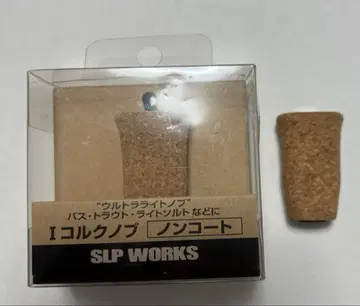 “ウルトラライトノブ”
バス・トラウト・ライトソルトなどに
I コルクノブ ノンコート
SLP WORKS